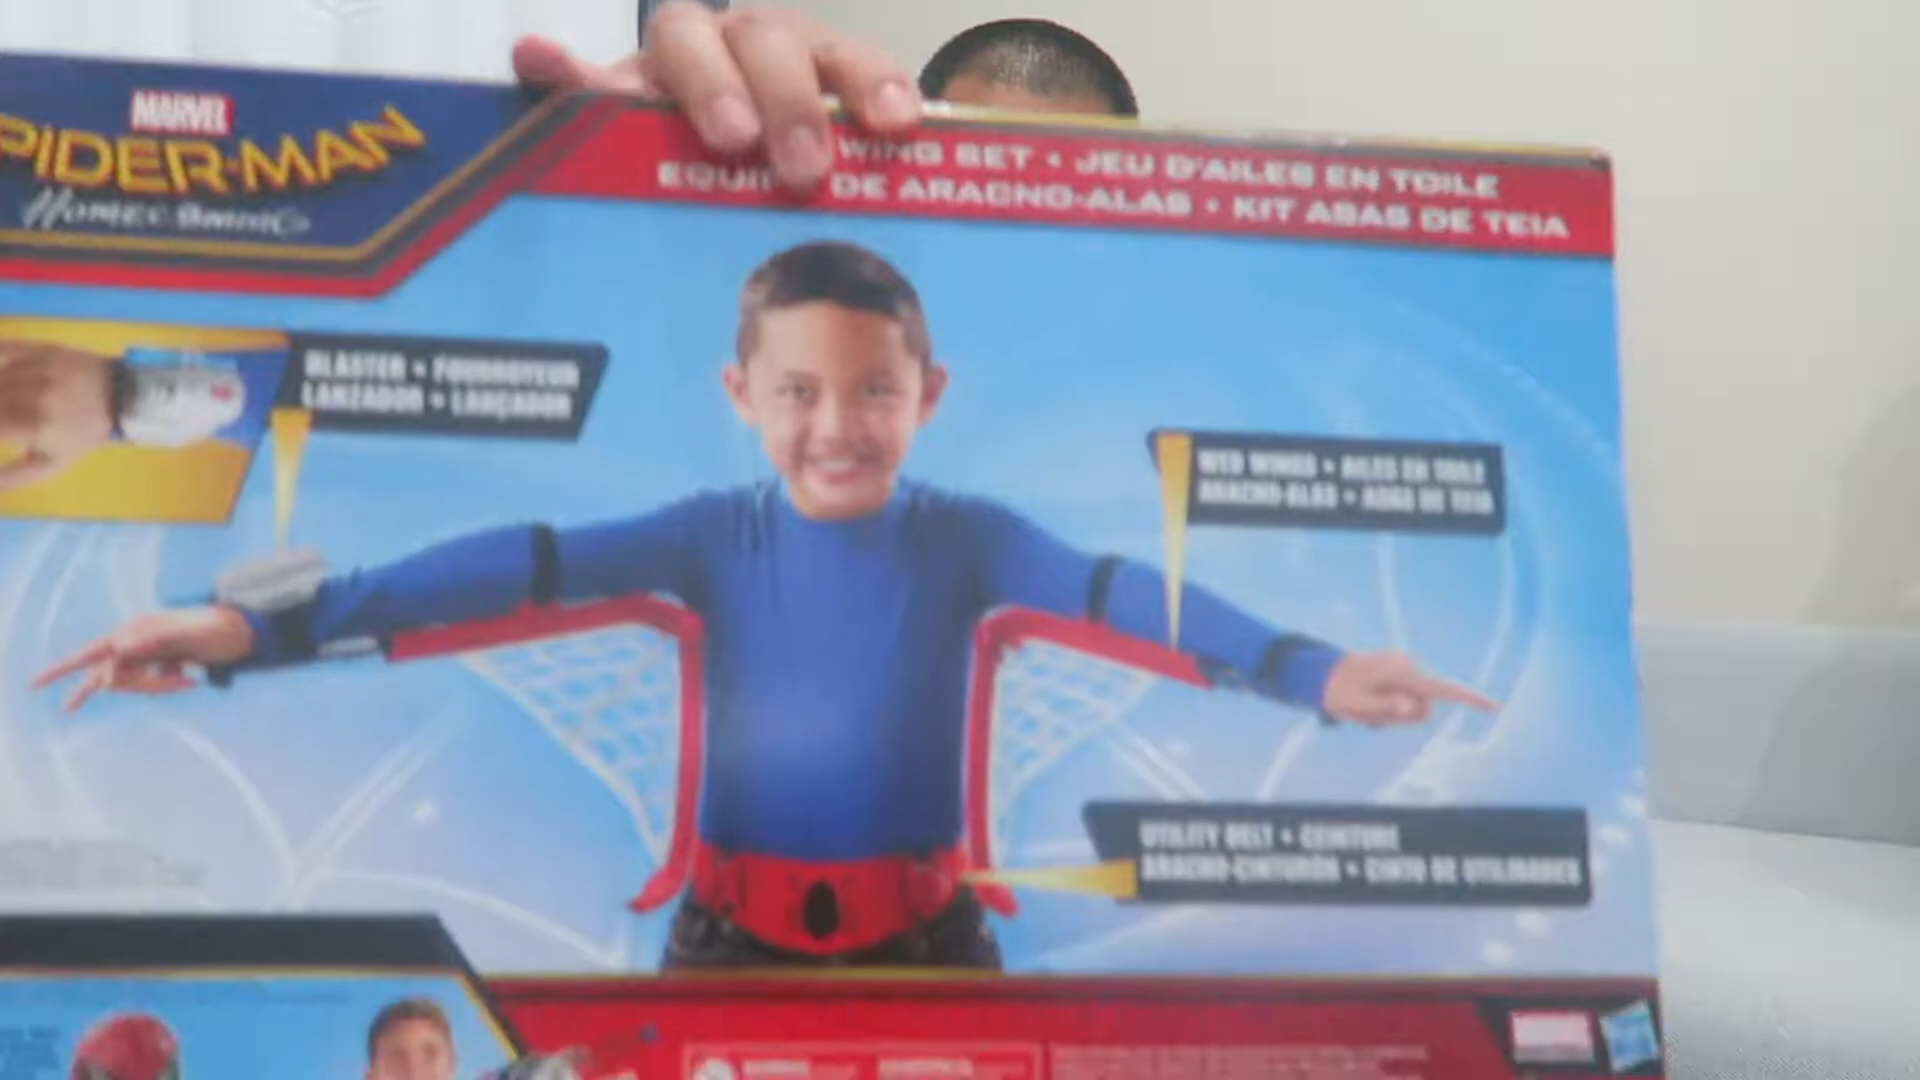 MARVEL
SPIDER-MAN
HOMECOMING
WING SET • JEU D'AILES EN TOILE
DE ARACNO-ALAS • KIT ASAS DE TEIA
BLASTER • FOUDROYEUR
LANZADOR • LANÇADOR
WEB WINGS • AILES EN TOILE
ARACNO-ALAS • ASAS DE TEIA
UTILITY BELT • CEINTURE
ARACNO-CINTURÓN • CINTO DE UTILIDADES
MARVEL